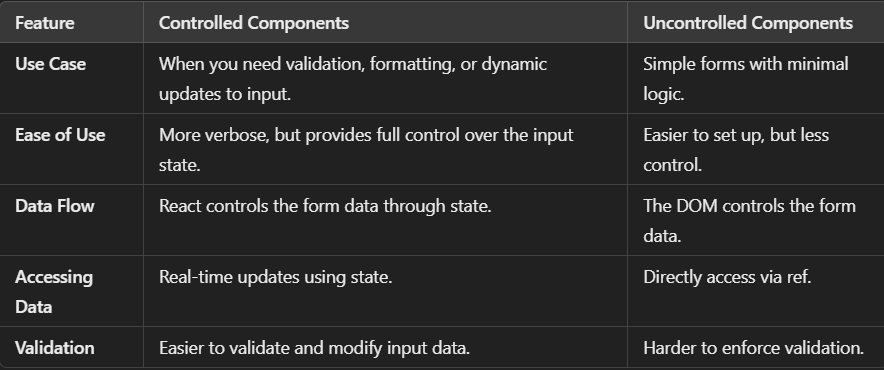 Feature Controlled Components Uncontrolled Components
Use Case When you need validation, formatting, or dynamic Simple forms with minimal
updates to input. logic.
Ease of Use More verbose, but provides full control over the input Easier to set up, but less
state. control.
Data Flow React controls the form data through state. The DOM controls the form
data.
Accessing Real-time updates using state. Directly access via ref.
Data
Validation Easier to validate and modify input data. Harder to enforce validation.